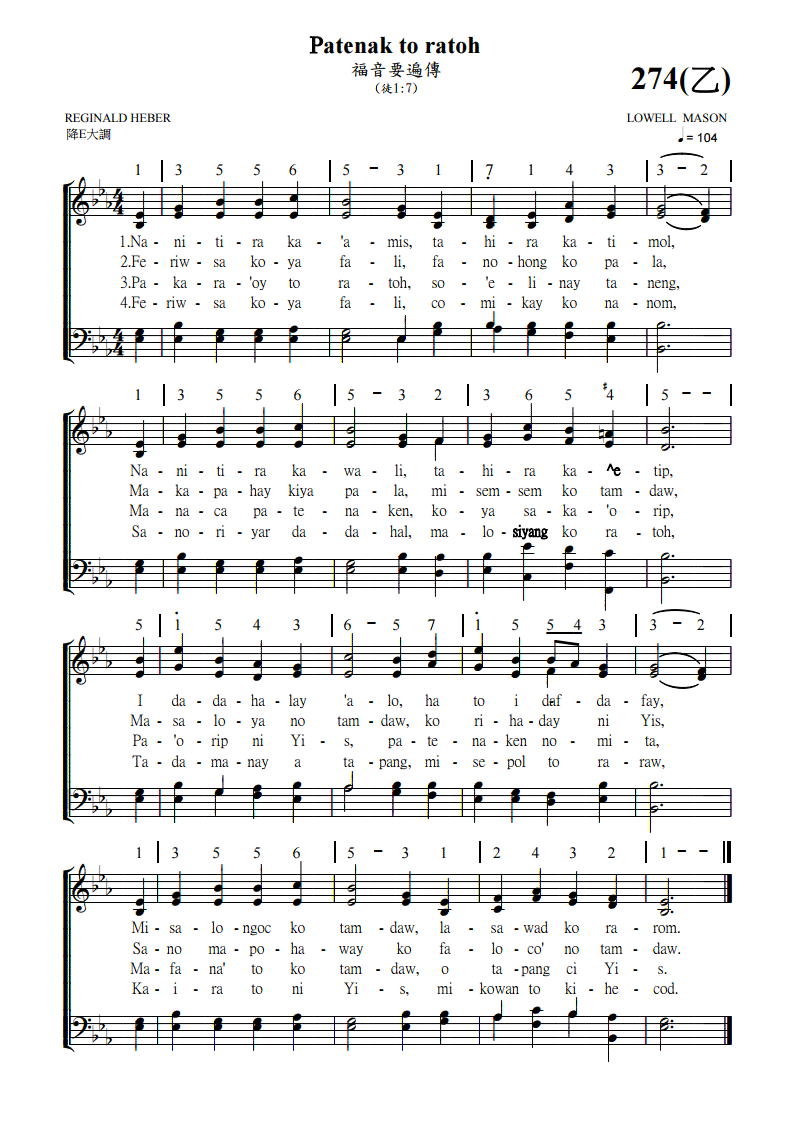 Patenak to ratoh
福音要遍傳
(徒1:7)
274(乙)
REGINALD HEBER
LOWELL MASON
降E大調
♩= 104
1 | 3 5 5 6 | 5 - 3 1 | 7̣ 1 4 3 | 3 - 2 |
1.Na - ni - ti - ra ka - 'a - mis, ta - hi - ra ka - ti - mol,
2.Fe - riw - sa ko - ya fa - li, fa - no - hong ko pa - la,
3.Pa - ka - ra - 'oy to ra - toh, so - 'e - li - nay ta - neng,
4.Fe - riw - sa ko - ya fa - li, co - mi - kay ko na - nom,
1 | 3 5 5 6 | 5 - 3 2 | 3 6 5 ♯4 | 5 - - |
Na - ni - ti - ra ka - wa - li, ta - hi - ra ka - ^e - tip,
Ma - ka - pa - hay kiya pa - la, mi - sem - sem ko tam - daw,
Ma - na - ca pa - te - na - ken, ko - ya sa - ka - 'o - rip,
Sa - no - ri - yar da - da - hal, ma - lo - siyang ko ra - toh,
5 | i 5 4 3 | 6 - 5 7 | i 5 5 4 3 | 3 - 2 |
I da - da - ha - lay 'a - lo, ha to i daf - da - fay,
Ma - sa - lo - ya no tam - daw, ko ri - ha - day ni Yis,
Pa - 'o - rip ni Yi - s, pa - te - na - ken no - mi - ta,
Ta - da - ma - nay a ta - pang, mi - se - pol to ra - raw,
1 | 3 5 5 6 | 5 - 3 1 | 2 4 3 2 | 1 - - ‖
Mi - sa - lo - ngoc ko tam - daw, la - sa - wad ko ra - rom.
Sa - no ma - po - ha - way ko fa - lo - co' no tam - daw.
Ma - fa - na' to ko tam - daw, o ta - pang ci Yi - s.
Ka - i - ra to ni Yi - s, mi - kowan to ki - he - cod.